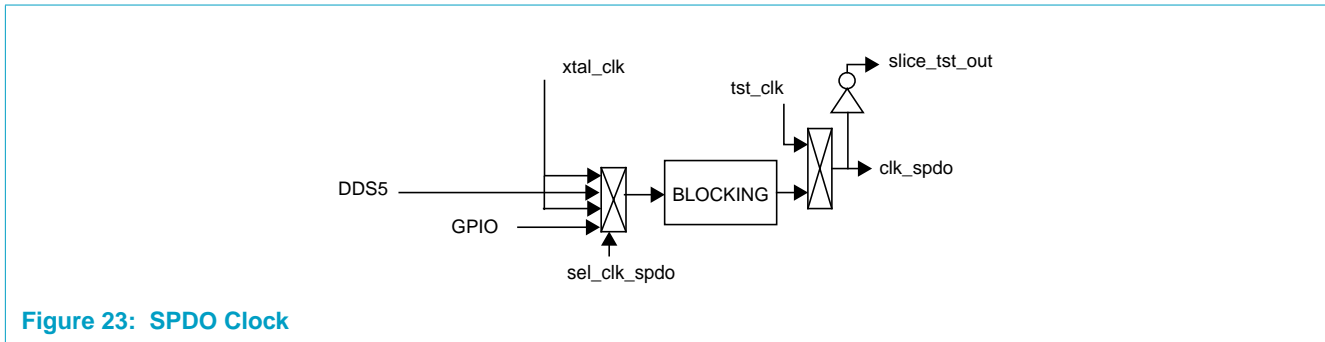 xtal_clk
slice_tst_out
tst_clk
DDS5
BLOCKING
clk_spdo
GPIO
sel_clk_spdo
Figure 23: SPDO Clock